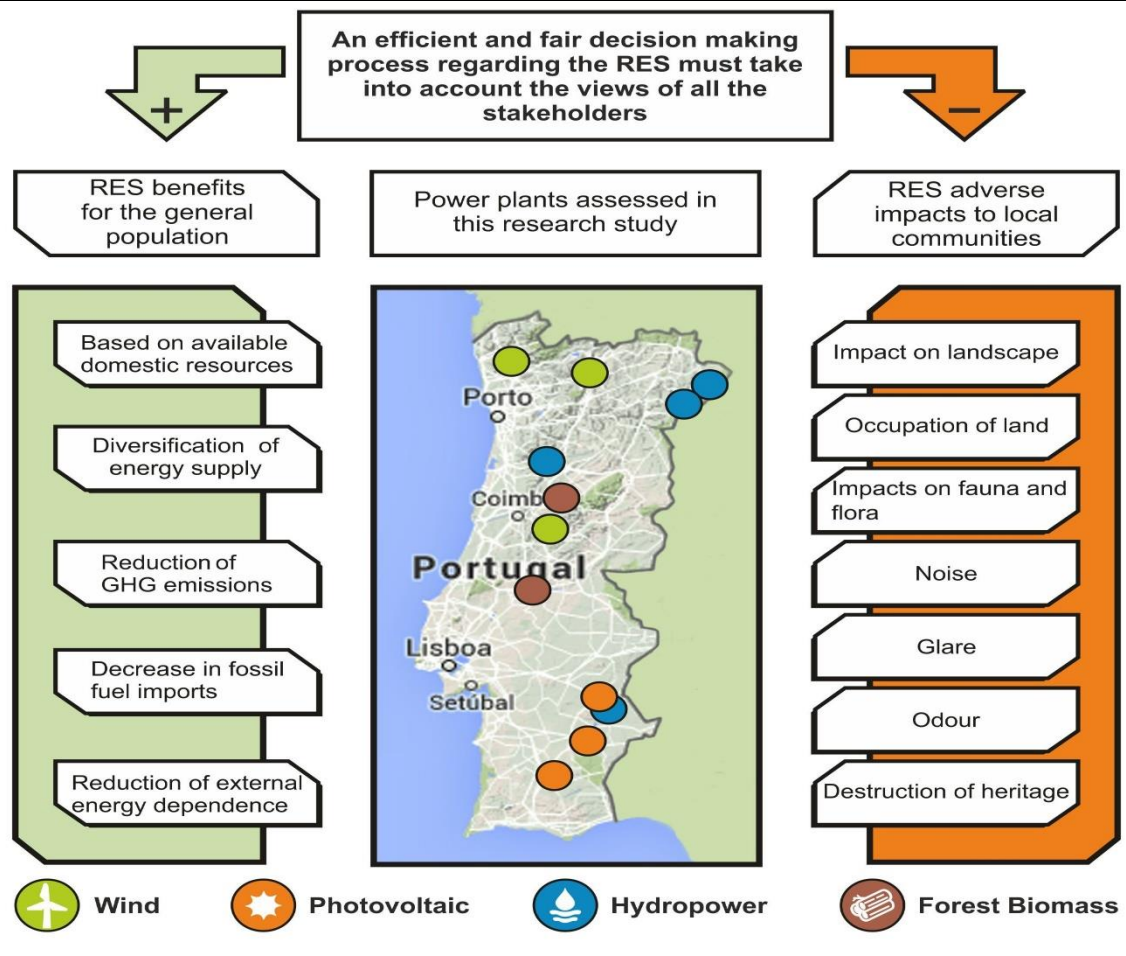 An efficient and fair decision making
process regarding the RES must take
into account the views of all the
stakeholders
+
−
RES benefits
for the general
population
Power plants assessed in
this research study
RES adverse
impacts to local
communities
Based on available
domestic resources
Diversification of
energy supply
Reduction of
GHG emissions
Decrease in fossil
fuel imports
Reduction of external
energy dependence
Porto
Coimb
Portugal
Lisboa
Setúbal
Impact on landscape
Occupation of land
Impacts on fauna and
flora
Noise
Glare
Odour
Destruction of heritage
Wind
Photovoltaic
Hydropower
Forest Biomass